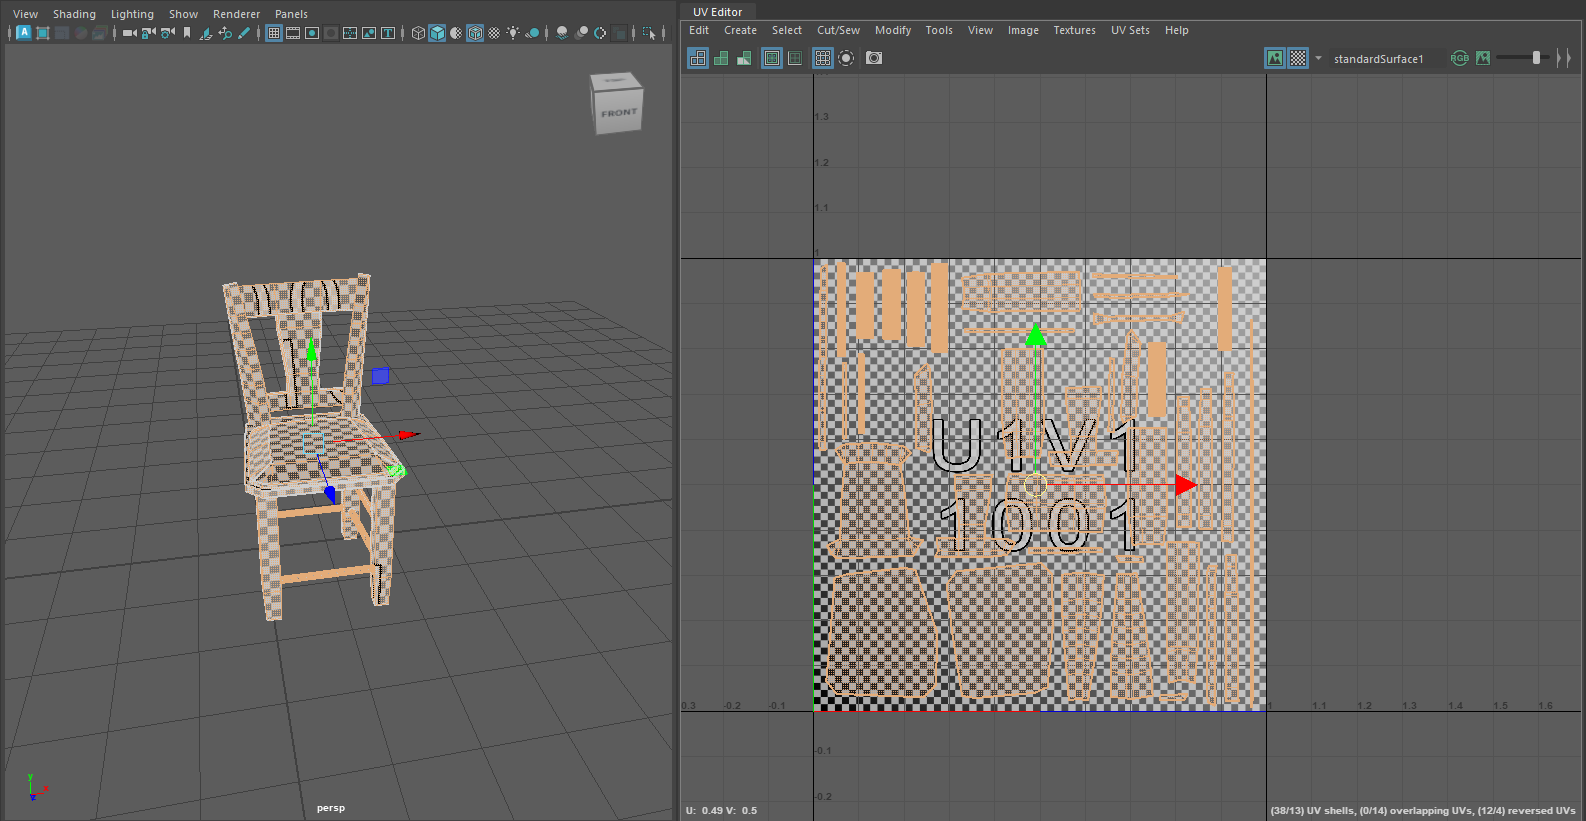 View Shading Lighting Show Renderer Panels
FRONT
y
x
persp
UV Editor
Edit Create Select Cut/Sew Modify Tools View Image Textures UV Sets Help
standardSurface1
RGB
1.3
1.2
1.1
1
U1V1
1001
0.3 -0.2 -0.1 1 1.1 1.2 1.3 1.4 1.5 1.6
-0.1
-0.2
U: 0.49 V: 0.5
(38/13) UV shells, (0/14) overlapping UVs, (12/4) reversed UVs